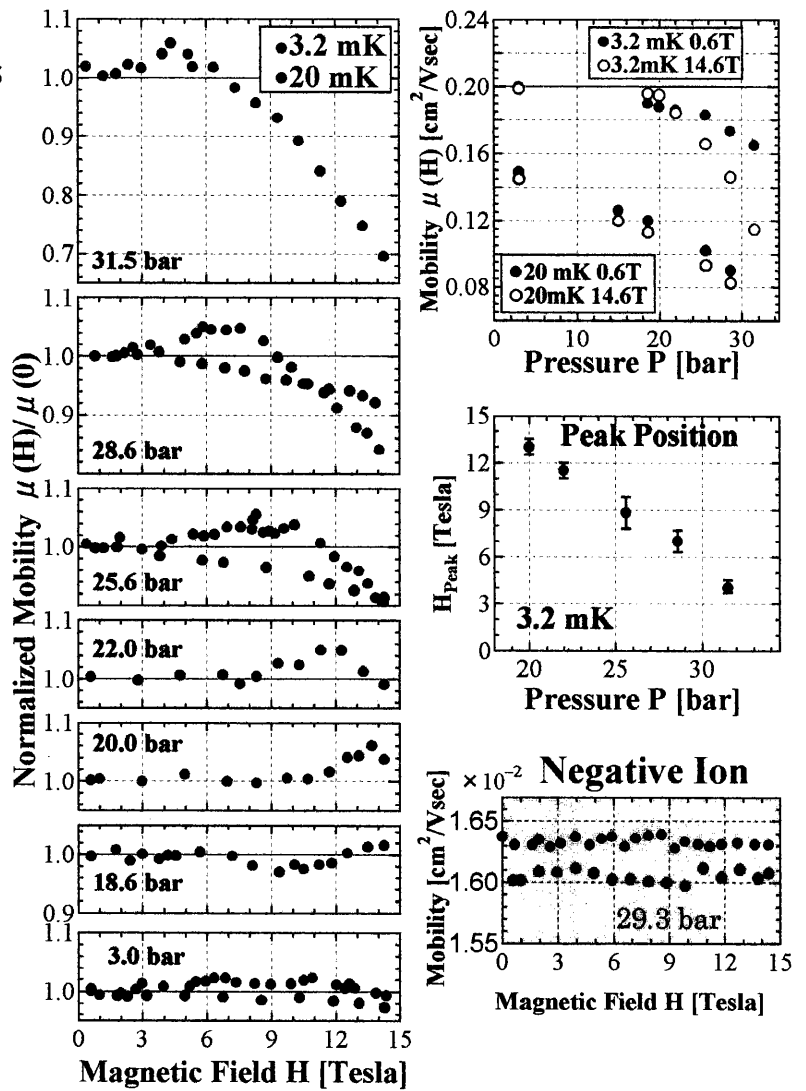 1.1
1.0
0.9
0.8
0.7
●3.2 mK
●20 mK
31.5 bar
1.1
1.0
0.9
28.6 bar
1.1
1.0
25.6 bar
22.0 bar
1.0
1.1
20.0 bar
1.0
18.6 bar
1.0
0.9
1.1
3.0 bar
1.0
0 3 6 9 12 15
Magnetic Field H [Tesla]
Normalized Mobility μ(H)/μ(0)
0.24
0.20
0.16
0.12
0.08
Mobility μ(H) [cm²/Vsec]
●3.2 mK 0.6T
○3.2mK 14.6T
●20 mK 0.6T
○20mK 14.6T
0 10 20 30
Pressure P [bar]
15
12
9
6
3
0
H_Peak [Tesla]
Peak Position
3.2 mK
20 25 30
Pressure P [bar]
× 10⁻² Negative Ion
1.65
1.60
1.55
Mobility [cm²/Vsec]
29.3 bar
0 3 6 9 12 15
Magnetic Field H [Tesla]